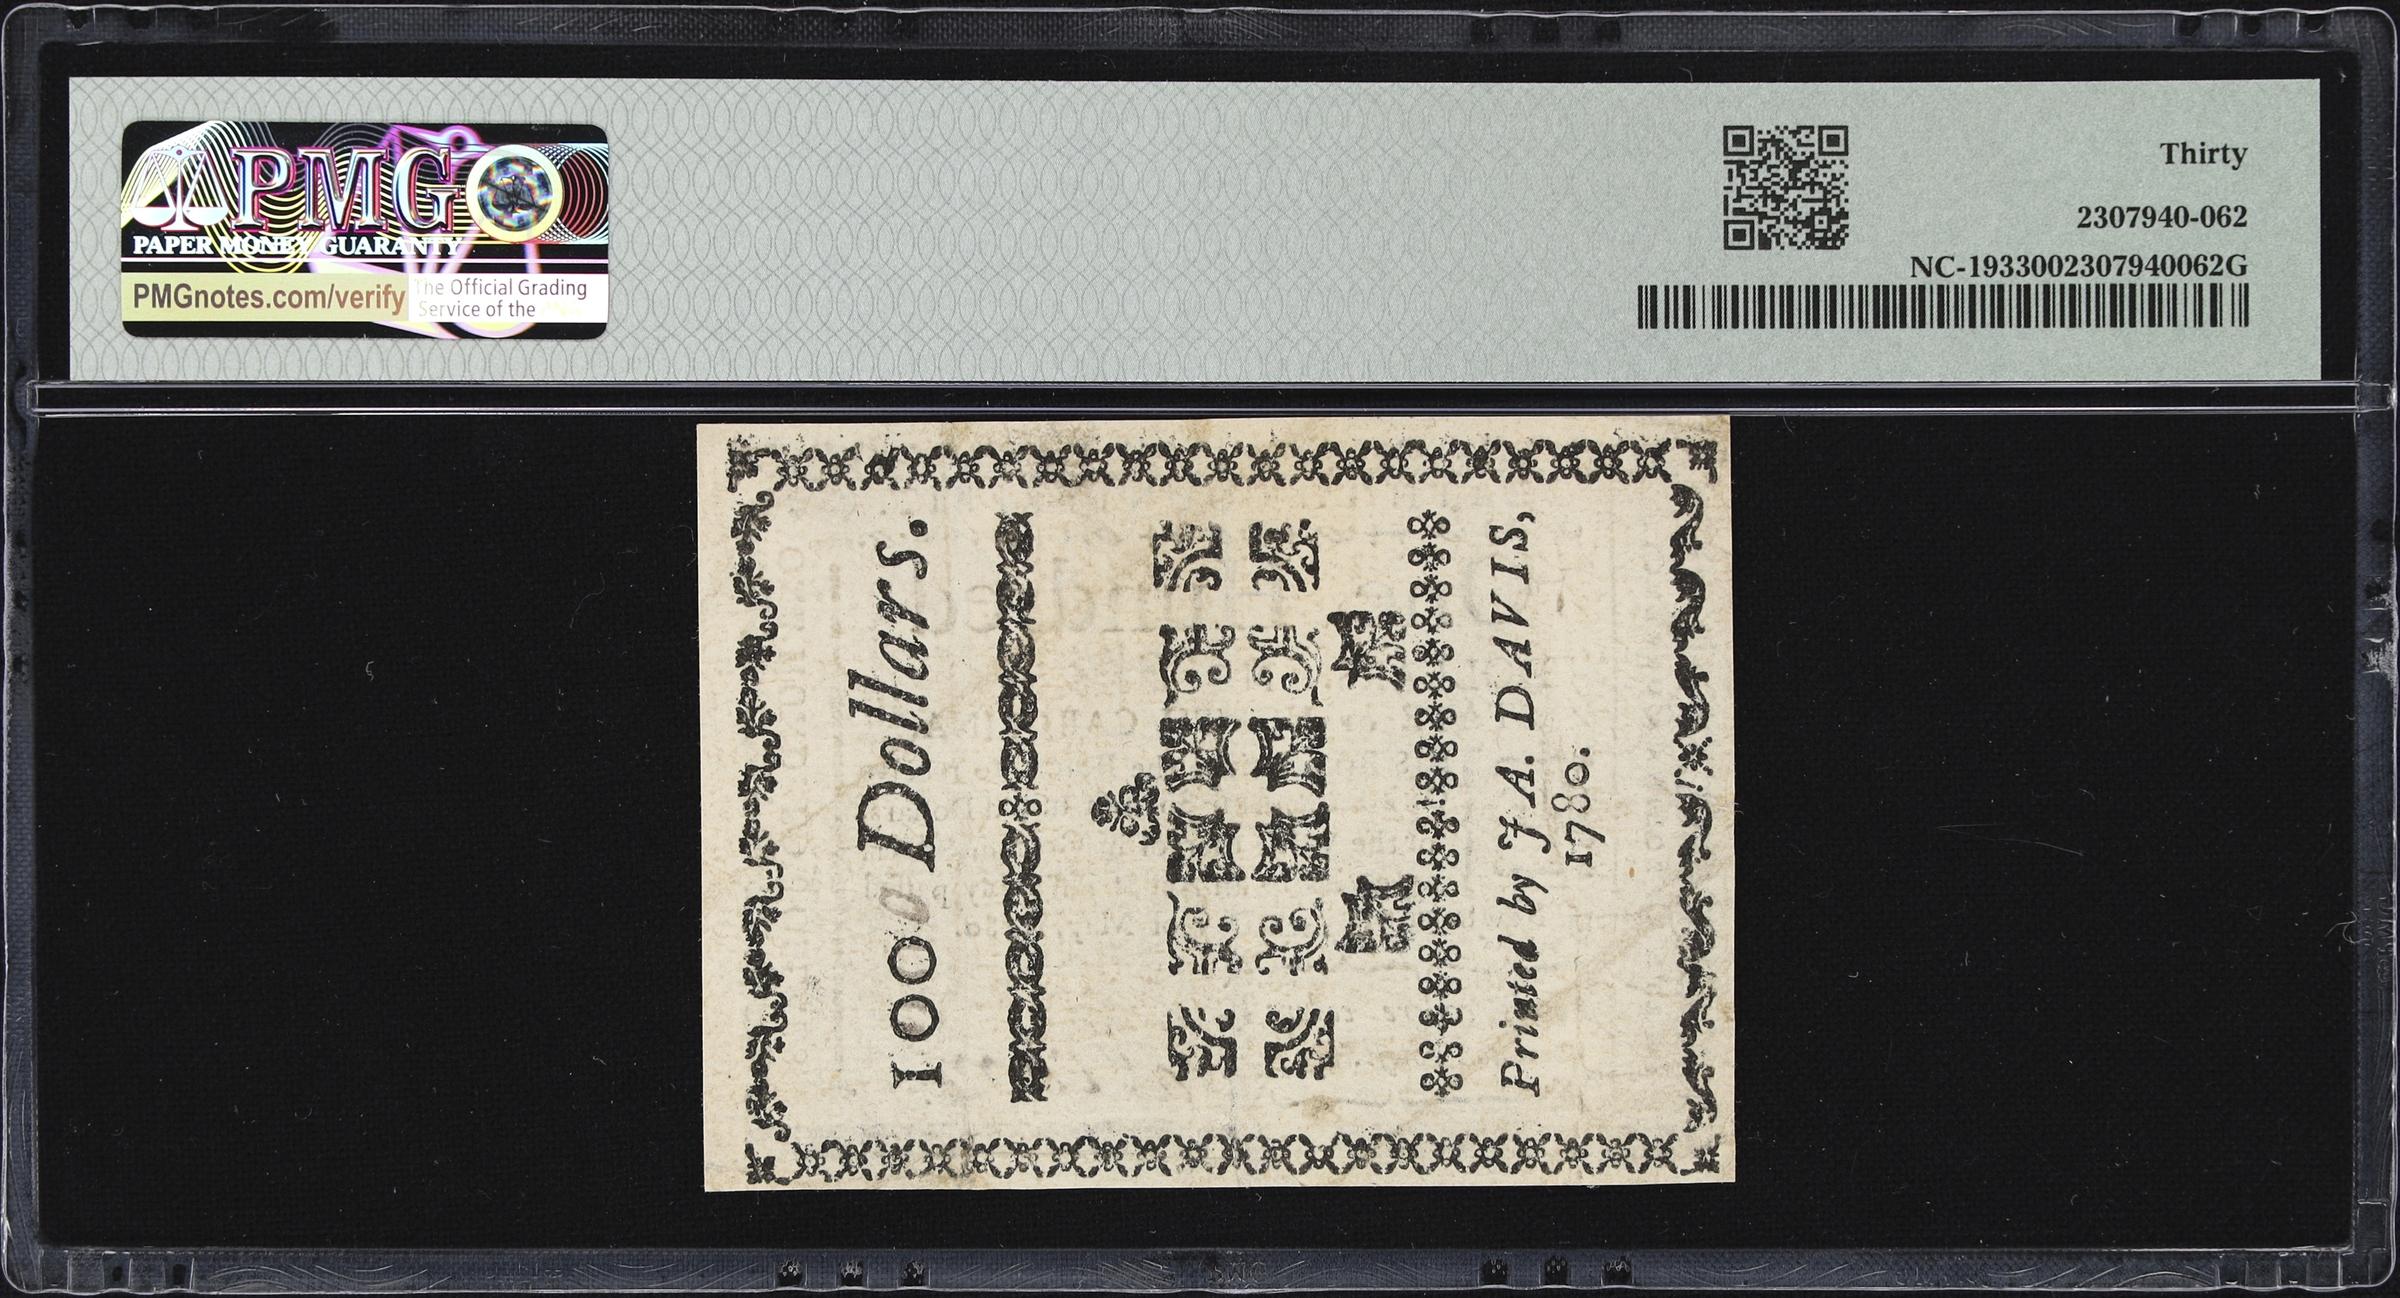 PMG
PAPER MONEY GUARANTY
PMGnotes.com/verify
The Official Grading
Service of the
Thirty
2307940-062
NC-1933002307940062G
100 Dollars.
Printed by J. A. DAVIS,
1780.